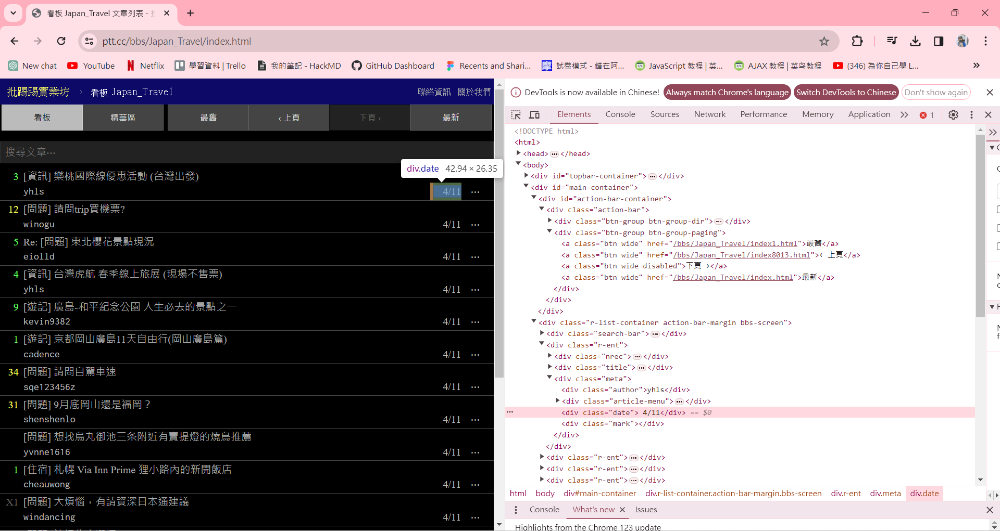 看板 Japan_Travel 文章列表 -
ptt.cc/bbs/Japan_Travel/index.html
New chat YouTube Netflix 學習資料 | Trello 我的筆記 - HackMD GitHub Dashboard Recents and Shari... 試卷模式 - 錯在阿... JavaScript 教程 | 菜... AJAX 教程 | 菜鸟教程 (346) 為你自己學 L...
批踢踢實業坊 › 看板 Japan_Travel 聯絡資訊 關於我們
看板 精華區 最舊 ‹ 上頁 下頁 › 最新
搜尋文章⋯
div.date 42.94 × 26.35
3 [資訊] 樂桃國際線優惠活動 (台灣出發)
yhls 4/11 ⋯
12 [問題] 請問trip買機票?
winogu 4/11 ⋯
5 Re: [問題] 東北櫻花景點現況
eiolld 4/11 ⋯
4 [資訊] 台灣虎航 春季線上旅展 (現場不售票)
yhls 4/11 ⋯
9 [遊記] 廣島-和平紀念公園 人生必去的景點之一
kevin9382 4/11 ⋯
1 [遊記] 京都岡山廣島11天自由行(岡山廣島篇)
cadence 4/11 ⋯
34 [問題] 請問自駕車速
sqe123456z 4/11 ⋯
31 [問題] 9月底岡山還是福岡？
shenshenlo 4/11 ⋯
[問題] 想找烏丸御池三条附近有賣提燈的燒鳥推薦
yvnne1616 4/11 ⋯
1 [住宿] 札幌 Via Inn Prime 狸小路內的新開飯店
cheauwong 4/11 ⋯
X1 [問題] 大煩惱，有請資深日本通建議
windancing 4/11 ⋯
DevTools is now available in Chinese! Always match Chrome's language Switch DevTools to Chinese Don't show again
Elements Console Sources Network Performance Memory Application 1
<!DOCTYPE html>
<html>
<head>⋯</head>
<body>
<div id="topbar-container">⋯</div>
<div id="main-container">
<div id="action-bar-container">
<div class="action-bar">
<div class="btn-group btn-group-dir">⋯</div>
<div class="btn-group btn-group-paging">
<a class="btn wide" href="/bbs/Japan_Travel/index1.html">最舊</a>
<a class="btn wide" href="/bbs/Japan_Travel/index8013.html">‹ 上頁</a>
<a class="btn wide disabled">下頁 ›</a>
<a class="btn wide" href="/bbs/Japan_Travel/index.html">最新</a>
</div>
</div>
</div>
<div class="r-list-container action-bar-margin bbs-screen">
<div class="search-bar">⋯</div>
<div class="r-ent">
<div class="nrec">⋯</div>
<div class="title">⋯</div>
<div class="meta">
<div class="author">yhls</div>
<div class="article-menu">⋯</div>
<div class="date"> 4/11</div> == $0
<div class="mark"></div>
</div>
</div>
<div class="r-ent">⋯</div>
<div class="r-ent">⋯</div>
<div class="r-ent">⋯</div>
html body div#main-container div.r-list-container.action-bar-margin.bbs-screen div.r-ent div.meta div.date
Console What's new Issues
Highlights from the Chrome 123 update